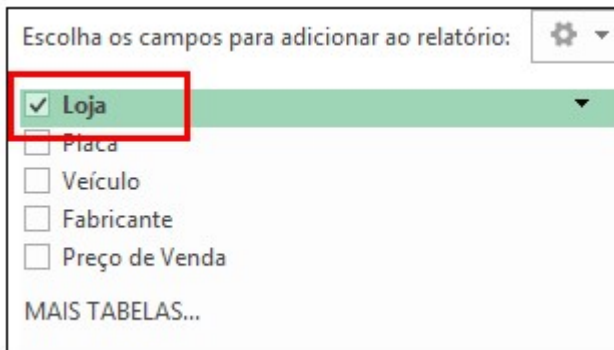 Escolha os campos para adicionar ao relatório:
Loja
Placa
Veículo
Fabricante
Preço de Venda
MAIS TABELAS...